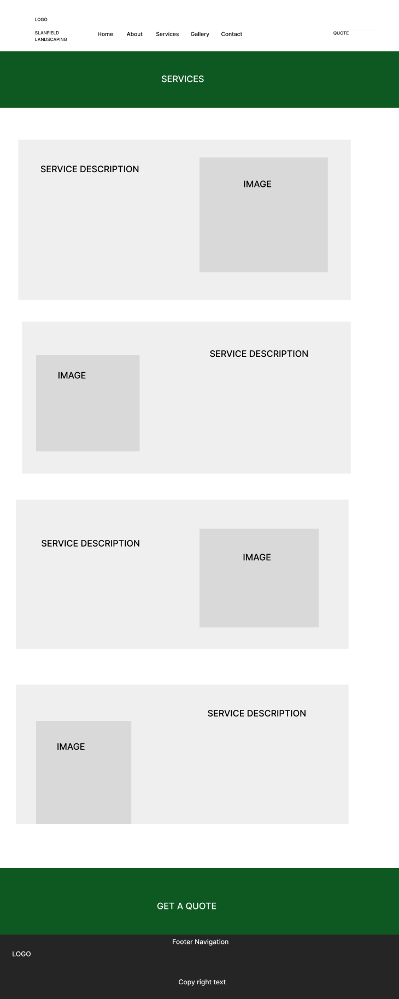 LOGO
SLANFIELD
LANDSCAPING
Home About Services Gallery Contact
QUOTE
SERVICES
SERVICE DESCRIPTION
IMAGE
IMAGE
SERVICE DESCRIPTION
SERVICE DESCRIPTION
IMAGE
SERVICE DESCRIPTION
IMAGE
GET A QUOTE
Footer Navigation
LOGO
Copy right text